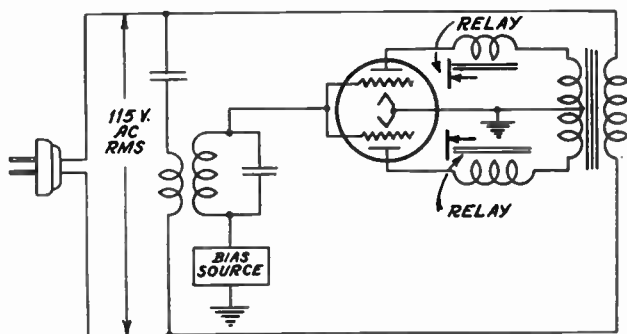 RELAY
115 V.
AC
RMS
BIAS
SOURCE
RELAY